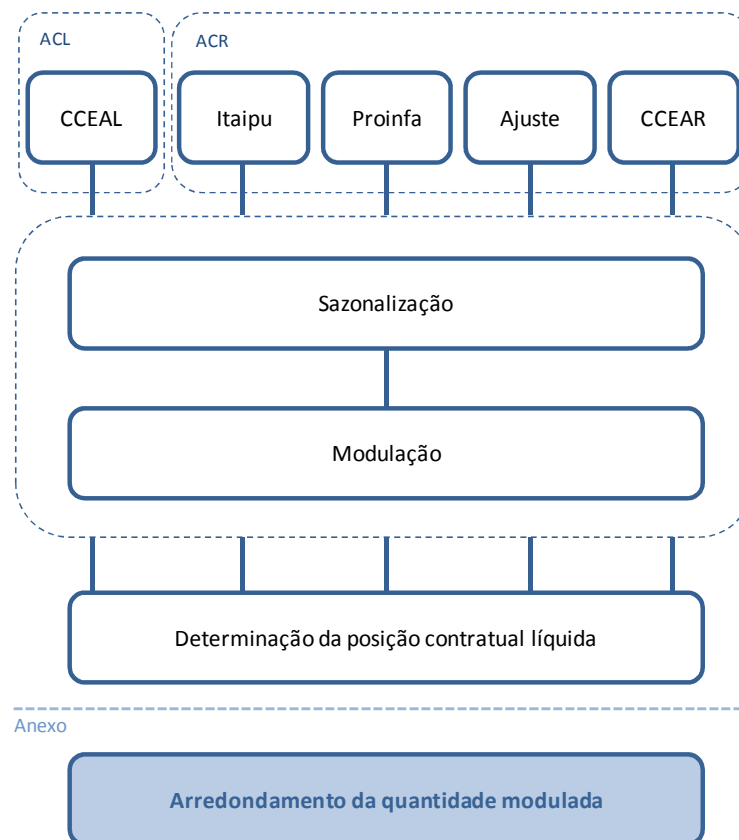 ACL
ACR
CCEAL
Itaipu
Proinfa
Ajuste
CCEAR
Sazonalização
Modulação
Determinação da posição contratual líquida
Anexo
Arredondamento da quantidade modulada